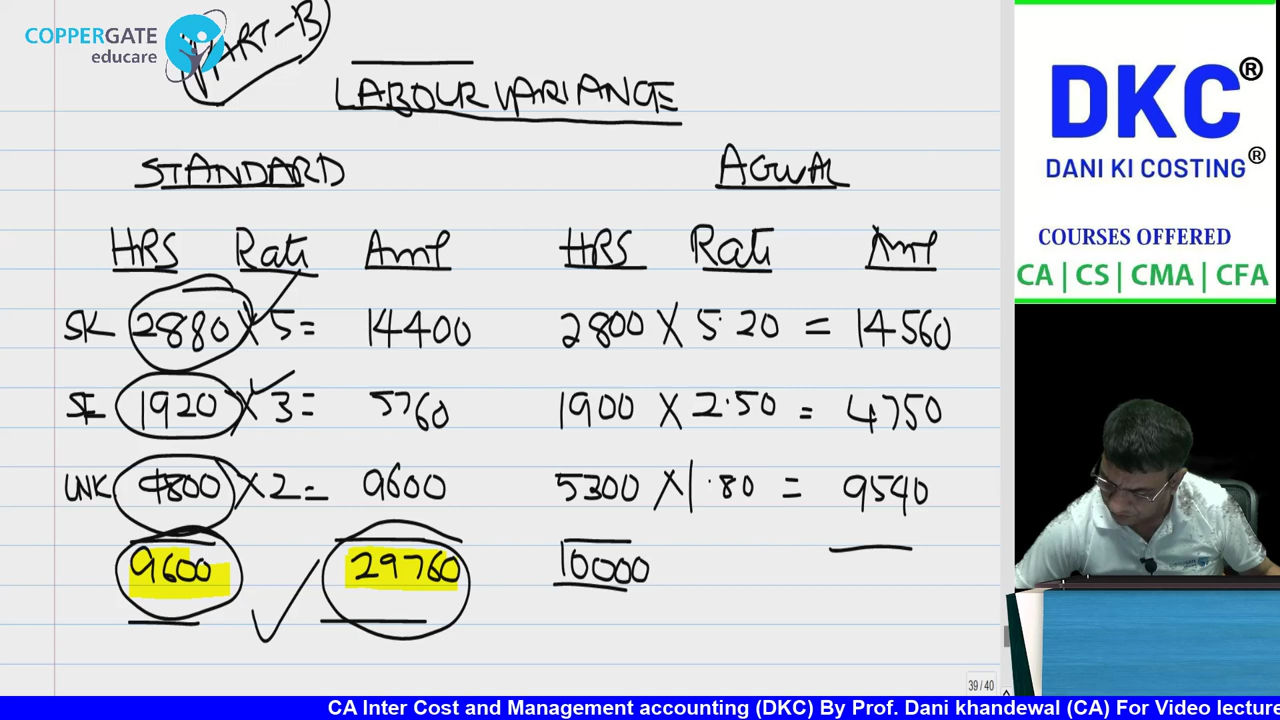 COPPERGATE
educare
PART-B
LABOUR VARIANCE
STANDARD
ACTUAL
HRS Rate Amt
HRS Rate Amt
SK 2880 X 5 = 14400
2800 X 5.20 = 14560
SE 1920 X 3 = 5760
1900 X 2.50 = 4750
UNK 4800 X 2 = 9600
5300 X 1.80 = 9540
9600 29760
10000
39 / 40
DKC®
DANI KI COSTING®
COURSES OFFERED
CA | CS | CMA | CFA
CA Inter Cost and Management accounting (DKC) By Prof. Dani khandewal (CA) For Video lecture